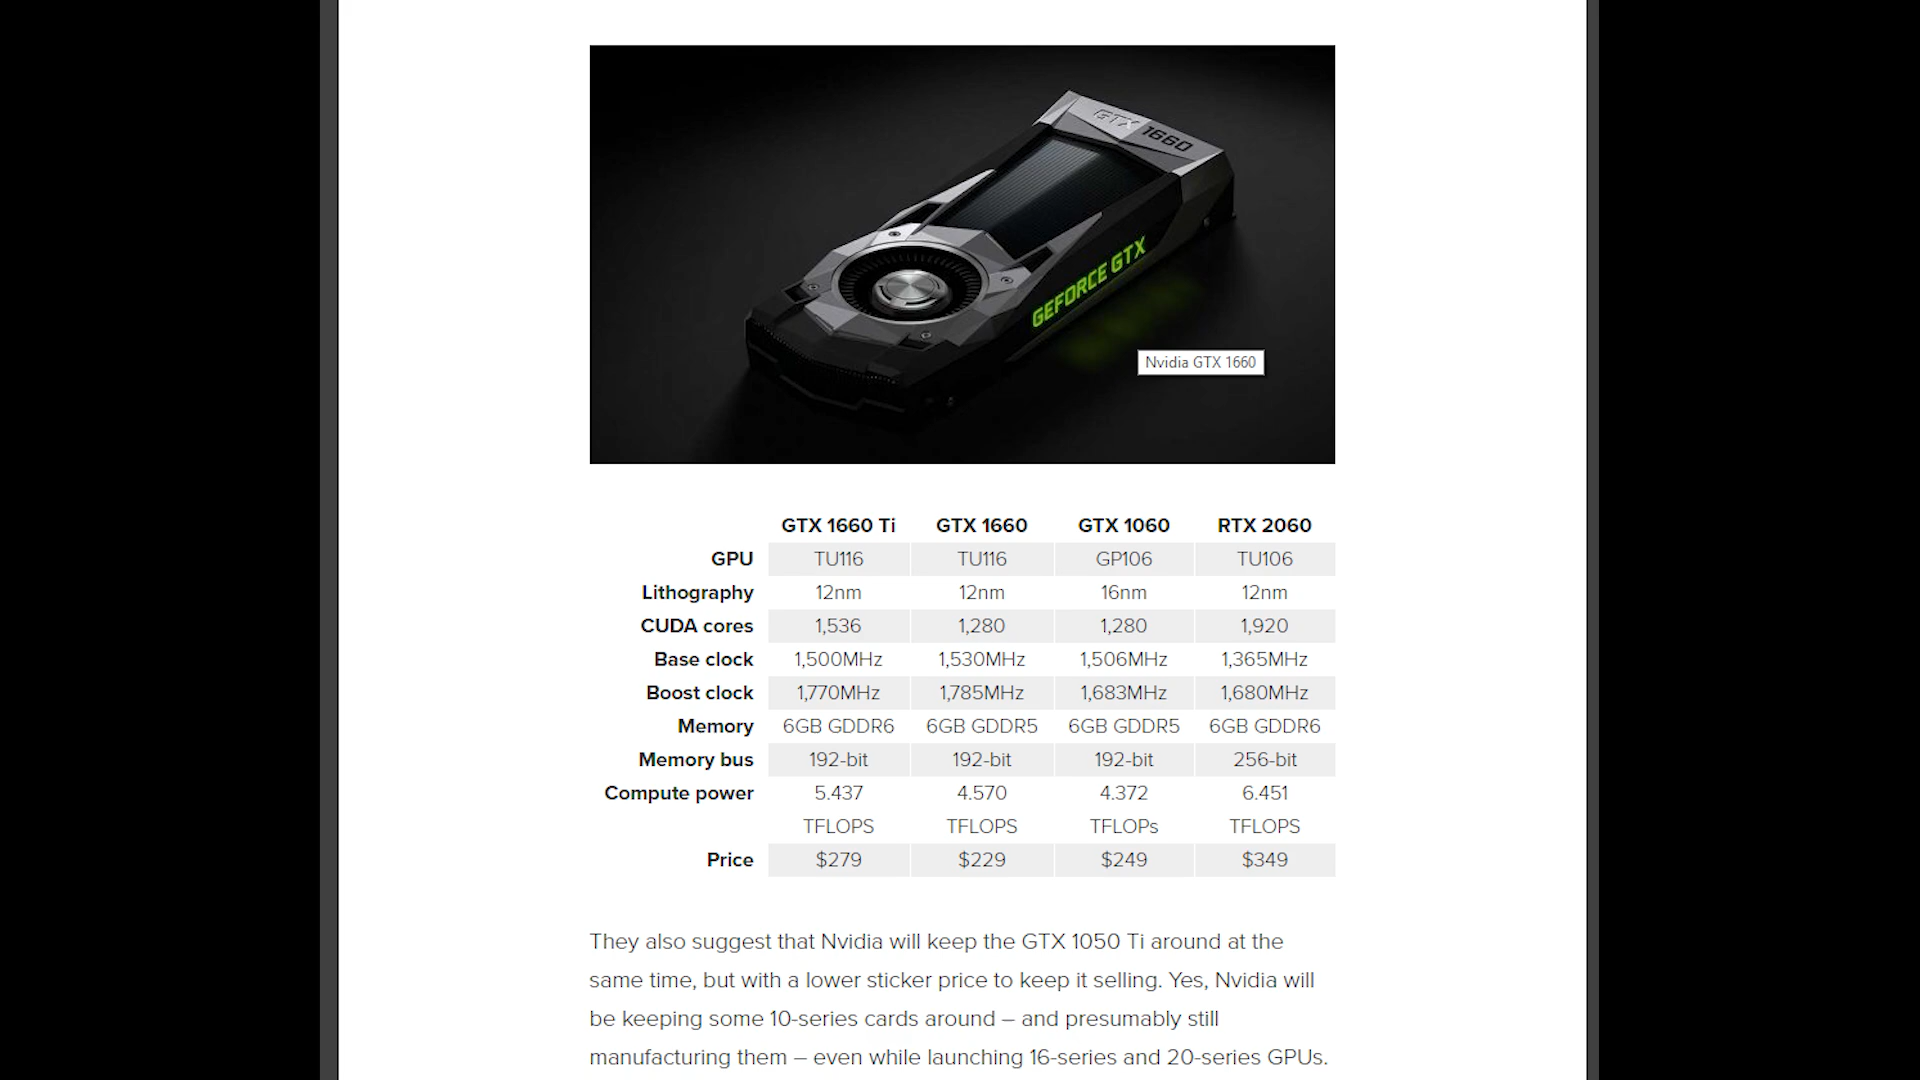 GTX 1660
GEFORCE GTX
Nvidia GTX 1660
GTX 1660 Ti GTX 1660 GTX 1060 RTX 2060
GPU TU116 TU116 GP106 TU106
Lithography 12nm 12nm 16nm 12nm
CUDA cores 1,536 1,280 1,280 1,920
Base clock 1,500MHz 1,530MHz 1,506MHz 1,365MHz
Boost clock 1,770MHz 1,785MHz 1,683MHz 1,680MHz
Memory 6GB GDDR6 6GB GDDR5 6GB GDDR5 6GB GDDR6
Memory bus 192-bit 192-bit 192-bit 256-bit
Compute power 5.437 4.570 4.372 6.451
TFLOPS TFLOPS TFLOPs TFLOPS
Price $279 $229 $249 $349
They also suggest that Nvidia will keep the GTX 1050 Ti around at the
same time, but with a lower sticker price to keep it selling. Yes, Nvidia will
be keeping some 10-series cards around – and presumably still
manufacturing them – even while launching 16-series and 20-series GPUs.